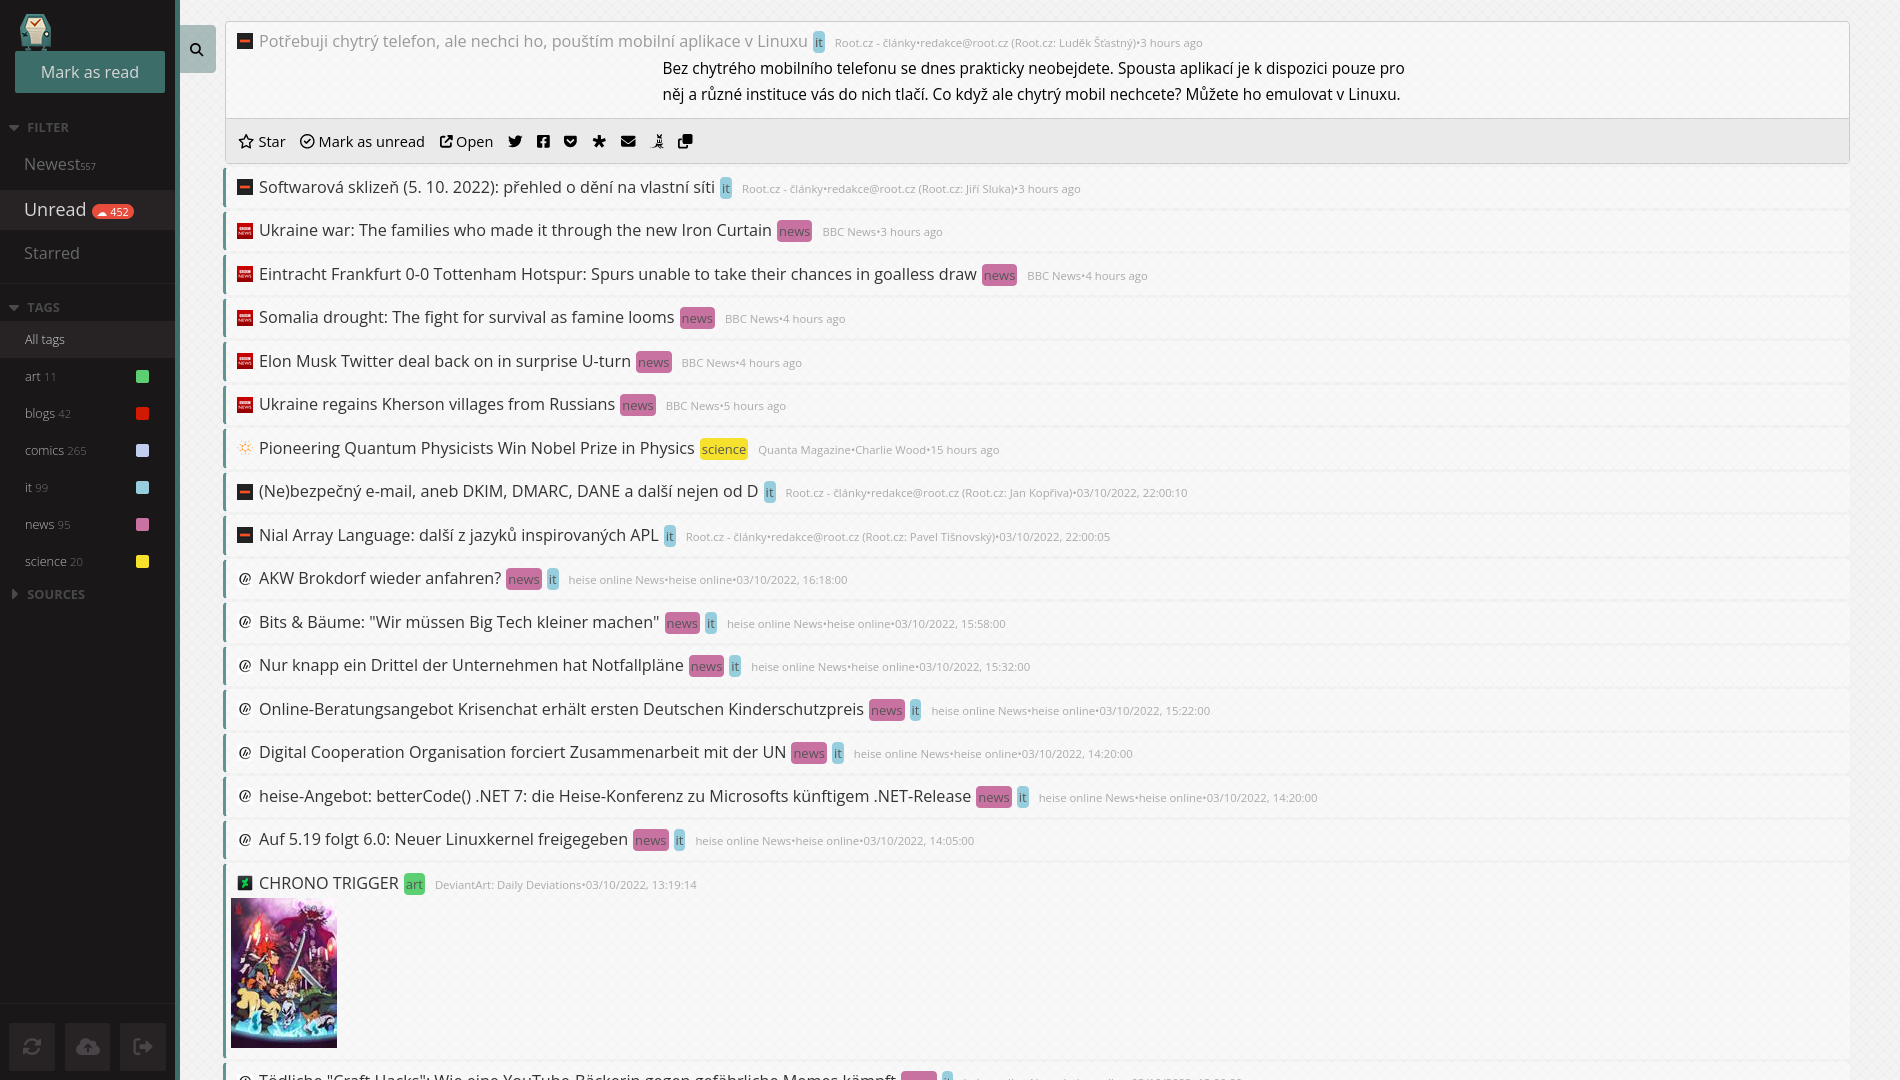 Mark as read
FILTER
Newest 557
Unread 452
Starred
TAGS
All tags
art 11
blogs 42
comics 265
it 99
news 95
science 20
SOURCES
Potřebuji chytrý telefon, ale nechci ho, pouštím mobilní aplikace v Linuxu it Root.cz - články•redakce@root.cz (Root.cz: Luděk Šťastný)•3 hours ago
Bez chytrého mobilního telefonu se dnes prakticky neobejdete. Spousta aplikací je k dispozici pouze pro
něj a různé instituce vás do nich tlačí. Co když ale chytrý mobil nechcete? Můžete ho emulovat v Linuxu.
Star Mark as unread Open
Softwarová sklizeň (5. 10. 2022): přehled o dění na vlastní síti it Root.cz - články•redakce@root.cz (Root.cz: Jiří Sluka)•3 hours ago
Ukraine war: The families who made it through the new Iron Curtain news BBC News•3 hours ago
Eintracht Frankfurt 0-0 Tottenham Hotspur: Spurs unable to take their chances in goalless draw news BBC News•4 hours ago
Somalia drought: The fight for survival as famine looms news BBC News•4 hours ago
Elon Musk Twitter deal back on in surprise U-turn news BBC News•4 hours ago
Ukraine regains Kherson villages from Russians news BBC News•5 hours ago
Pioneering Quantum Physicists Win Nobel Prize in Physics science Quanta Magazine•Charlie Wood•15 hours ago
(Ne)bezpečný e-mail, aneb DKIM, DMARC, DANE a další nejen od D it Root.cz - články•redakce@root.cz (Root.cz: Jan Kopřiva)•03/10/2022, 22:00:10
Nial Array Language: další z jazyků inspirovaných APL it Root.cz - články•redakce@root.cz (Root.cz: Pavel Tišnovský)•03/10/2022, 22:00:05
AKW Brokdorf wieder anfahren? news it heise online News•heise online•03/10/2022, 16:18:00
Bits & Bäume: "Wir müssen Big Tech kleiner machen" news it heise online News•heise online•03/10/2022, 15:58:00
Nur knapp ein Drittel der Unternehmen hat Notfallpläne news it heise online News•heise online•03/10/2022, 15:32:00
Online-Beratungsangebot Krisenchat erhält ersten Deutschen Kinderschutzpreis news it heise online News•heise online•03/10/2022, 15:22:00
Digital Cooperation Organisation forciert Zusammenarbeit mit der UN news it heise online News•heise online•03/10/2022, 14:20:00
heise-Angebot: betterCode() .NET 7: die Heise-Konferenz zu Microsofts künftigem .NET-Release news it heise online News•heise online•03/10/2022, 14:20:00
Auf 5.19 folgt 6.0: Neuer Linuxkernel freigegeben news it heise online News•heise online•03/10/2022, 14:05:00
CHRONO TRIGGER art DeviantArt: Daily Deviations•03/10/2022, 13:19:14
Tödliche "Craft Hacks": Wie eine YouTube-Bäckerin gegen gefährliche Memes kämpft